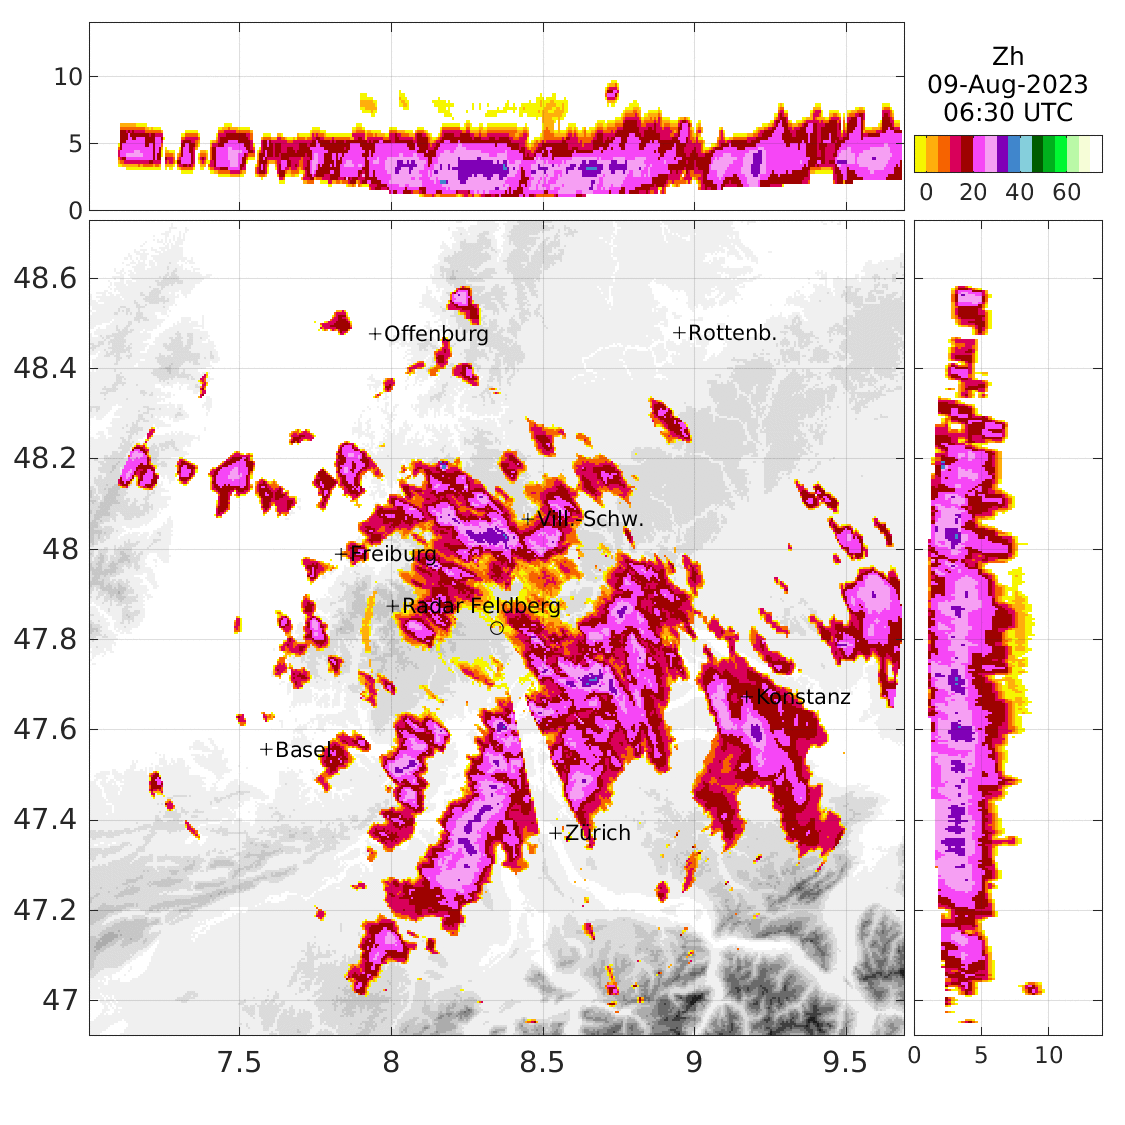 Zh
09-Aug-2023
06:30 UTC
10
5
0
0 20 40 60
48.6
48.4
48.2
48
47.8
47.6
47.4
47.2
47
+Offenburg
+Rottenb.
+Vill.-Schw.
+Freiburg
+Radar Feldberg
+Konstanz
+Basel
+Zürich
7.5 8 8.5 9 9.5
0 5 10